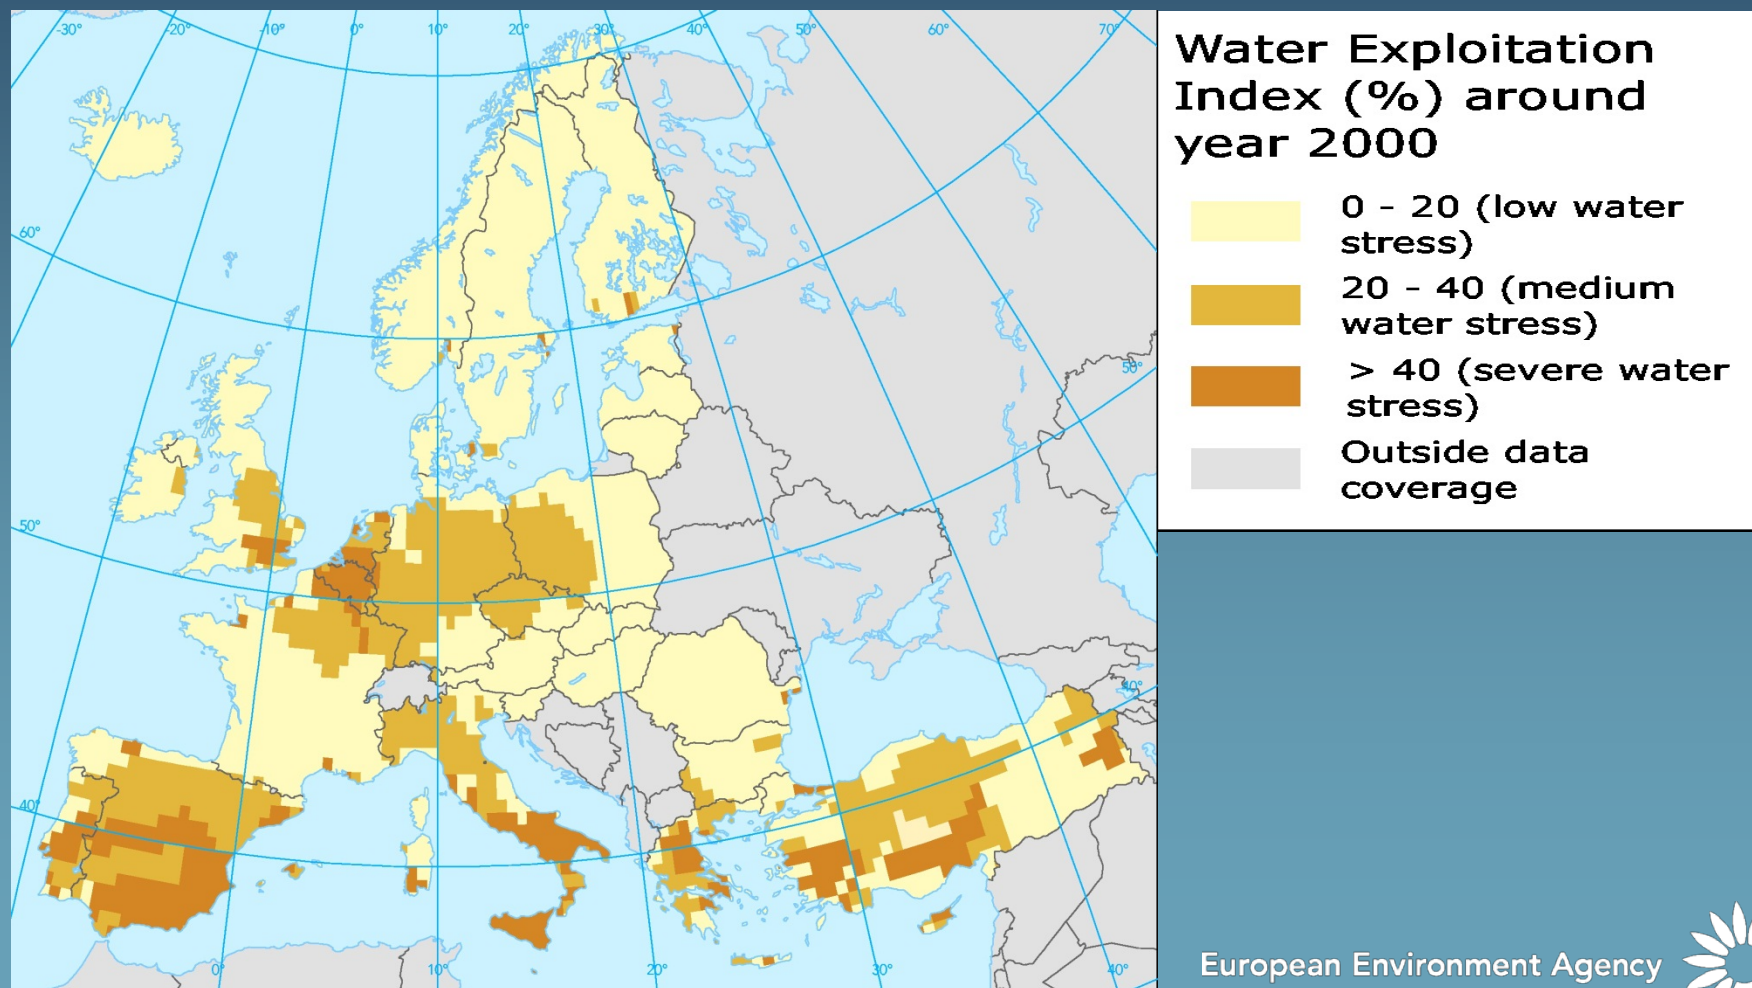 -30°
-20°
-10°
0°
10°
20°
30°
40°
50°
60°
70°
60°
50°
40°
50°
40°
0°
10°
20°
30°
40°
Water Exploitation
Index (%) around
year 2000
0 - 20 (low water
stress)
20 - 40 (medium
water stress)
> 40 (severe water
stress)
Outside data
coverage
European Environment Agency